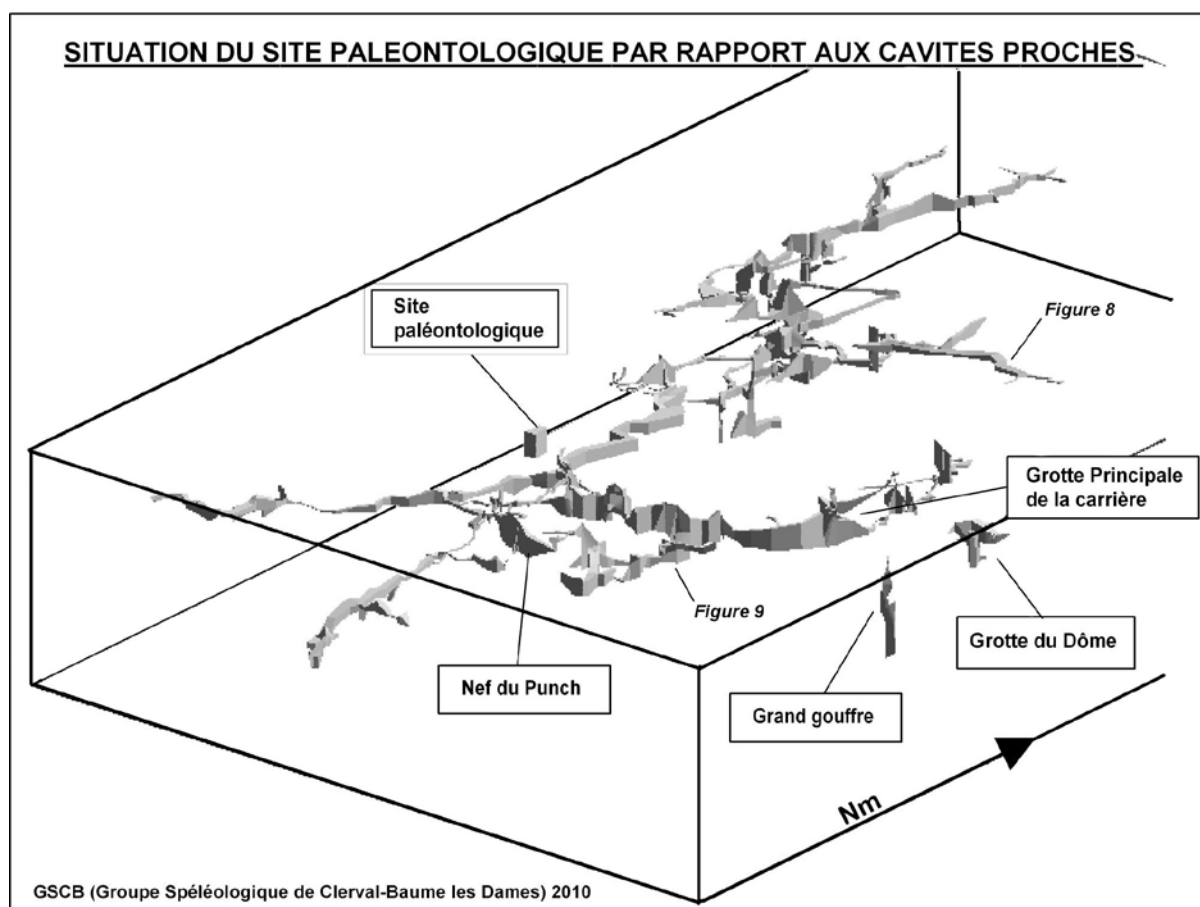 SITUATION DU SITE PALEONTOLOGIQUE PAR RAPPORT AUX CAVITES PROCHES
Site
paléontologique
Figure 8
Grotte Principale
de la carrière
Figure 9
Grotte du Dôme
Nef du Punch
Grand gouffre
Nm
GSCB (Groupe Spéléologique de Clerval-Baume les Dames) 2010